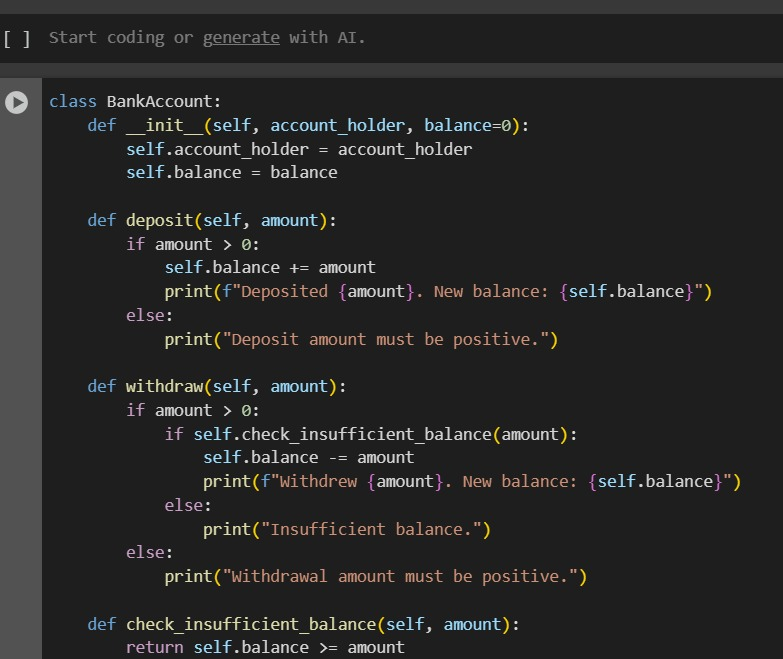 [ ] Start coding or generate with AI.
class BankAccount:
    def __init__(self, account_holder, balance=0):
        self.account_holder = account_holder
        self.balance = balance

    def deposit(self, amount):
        if amount > 0:
            self.balance += amount
            print(f"Deposited {amount}. New balance: {self.balance}")
        else:
            print("Deposit amount must be positive.")

    def withdraw(self, amount):
        if amount > 0:
            if self.check_insufficient_balance(amount):
                self.balance -= amount
                print(f"Withdrew {amount}. New balance: {self.balance}")
            else:
                print("Insufficient balance.")
        else:
            print("Withdrawal amount must be positive.")

    def check_insufficient_balance(self, amount):
        return self.balance >= amount